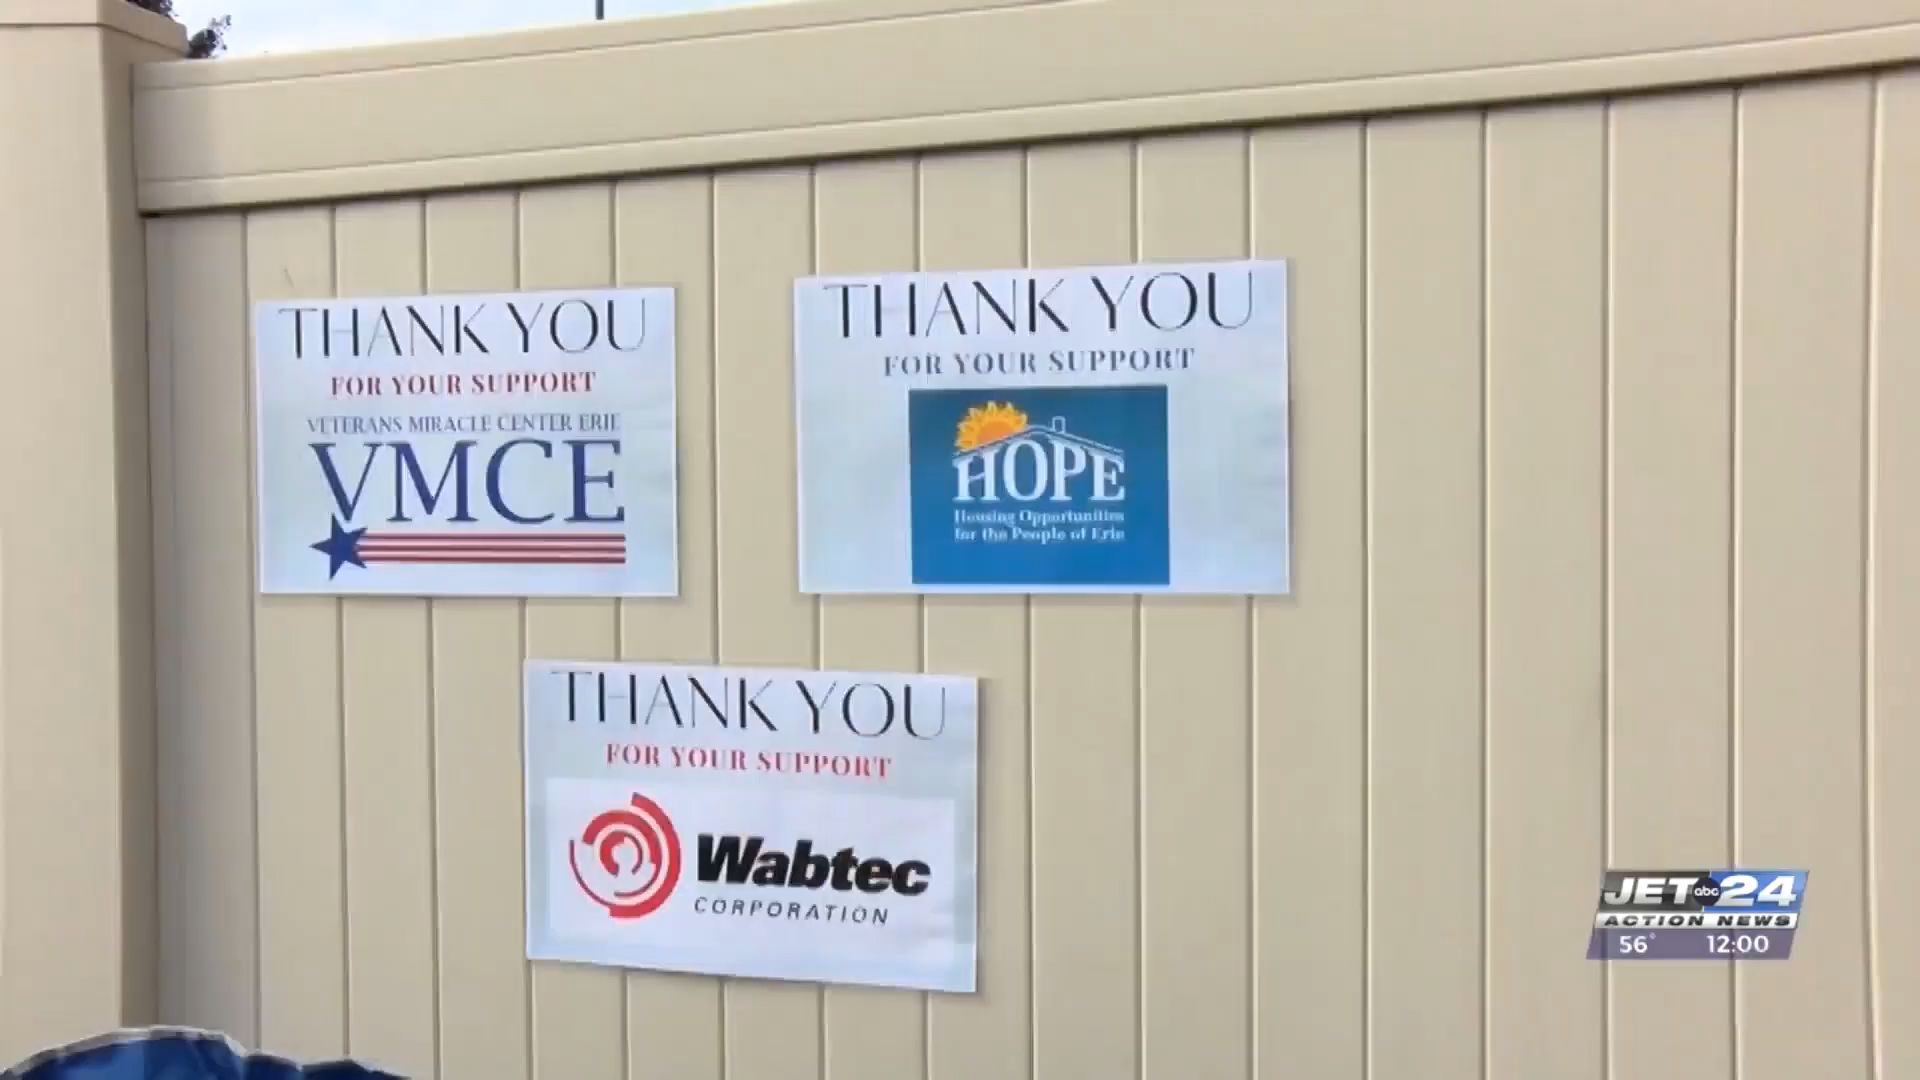 THANK YOU
FOR YOUR SUPPORT
VETERANS MIRACLE CENTER ERIE
VMCE
THANK YOU
FOR YOUR SUPPORT
HOPE
Housing Opportunities
for the People of Erie
THANK YOU
FOR YOUR SUPPORT
Wabtec
CORPORATION
JET abc 24
ACTION NEWS
56° 12:00